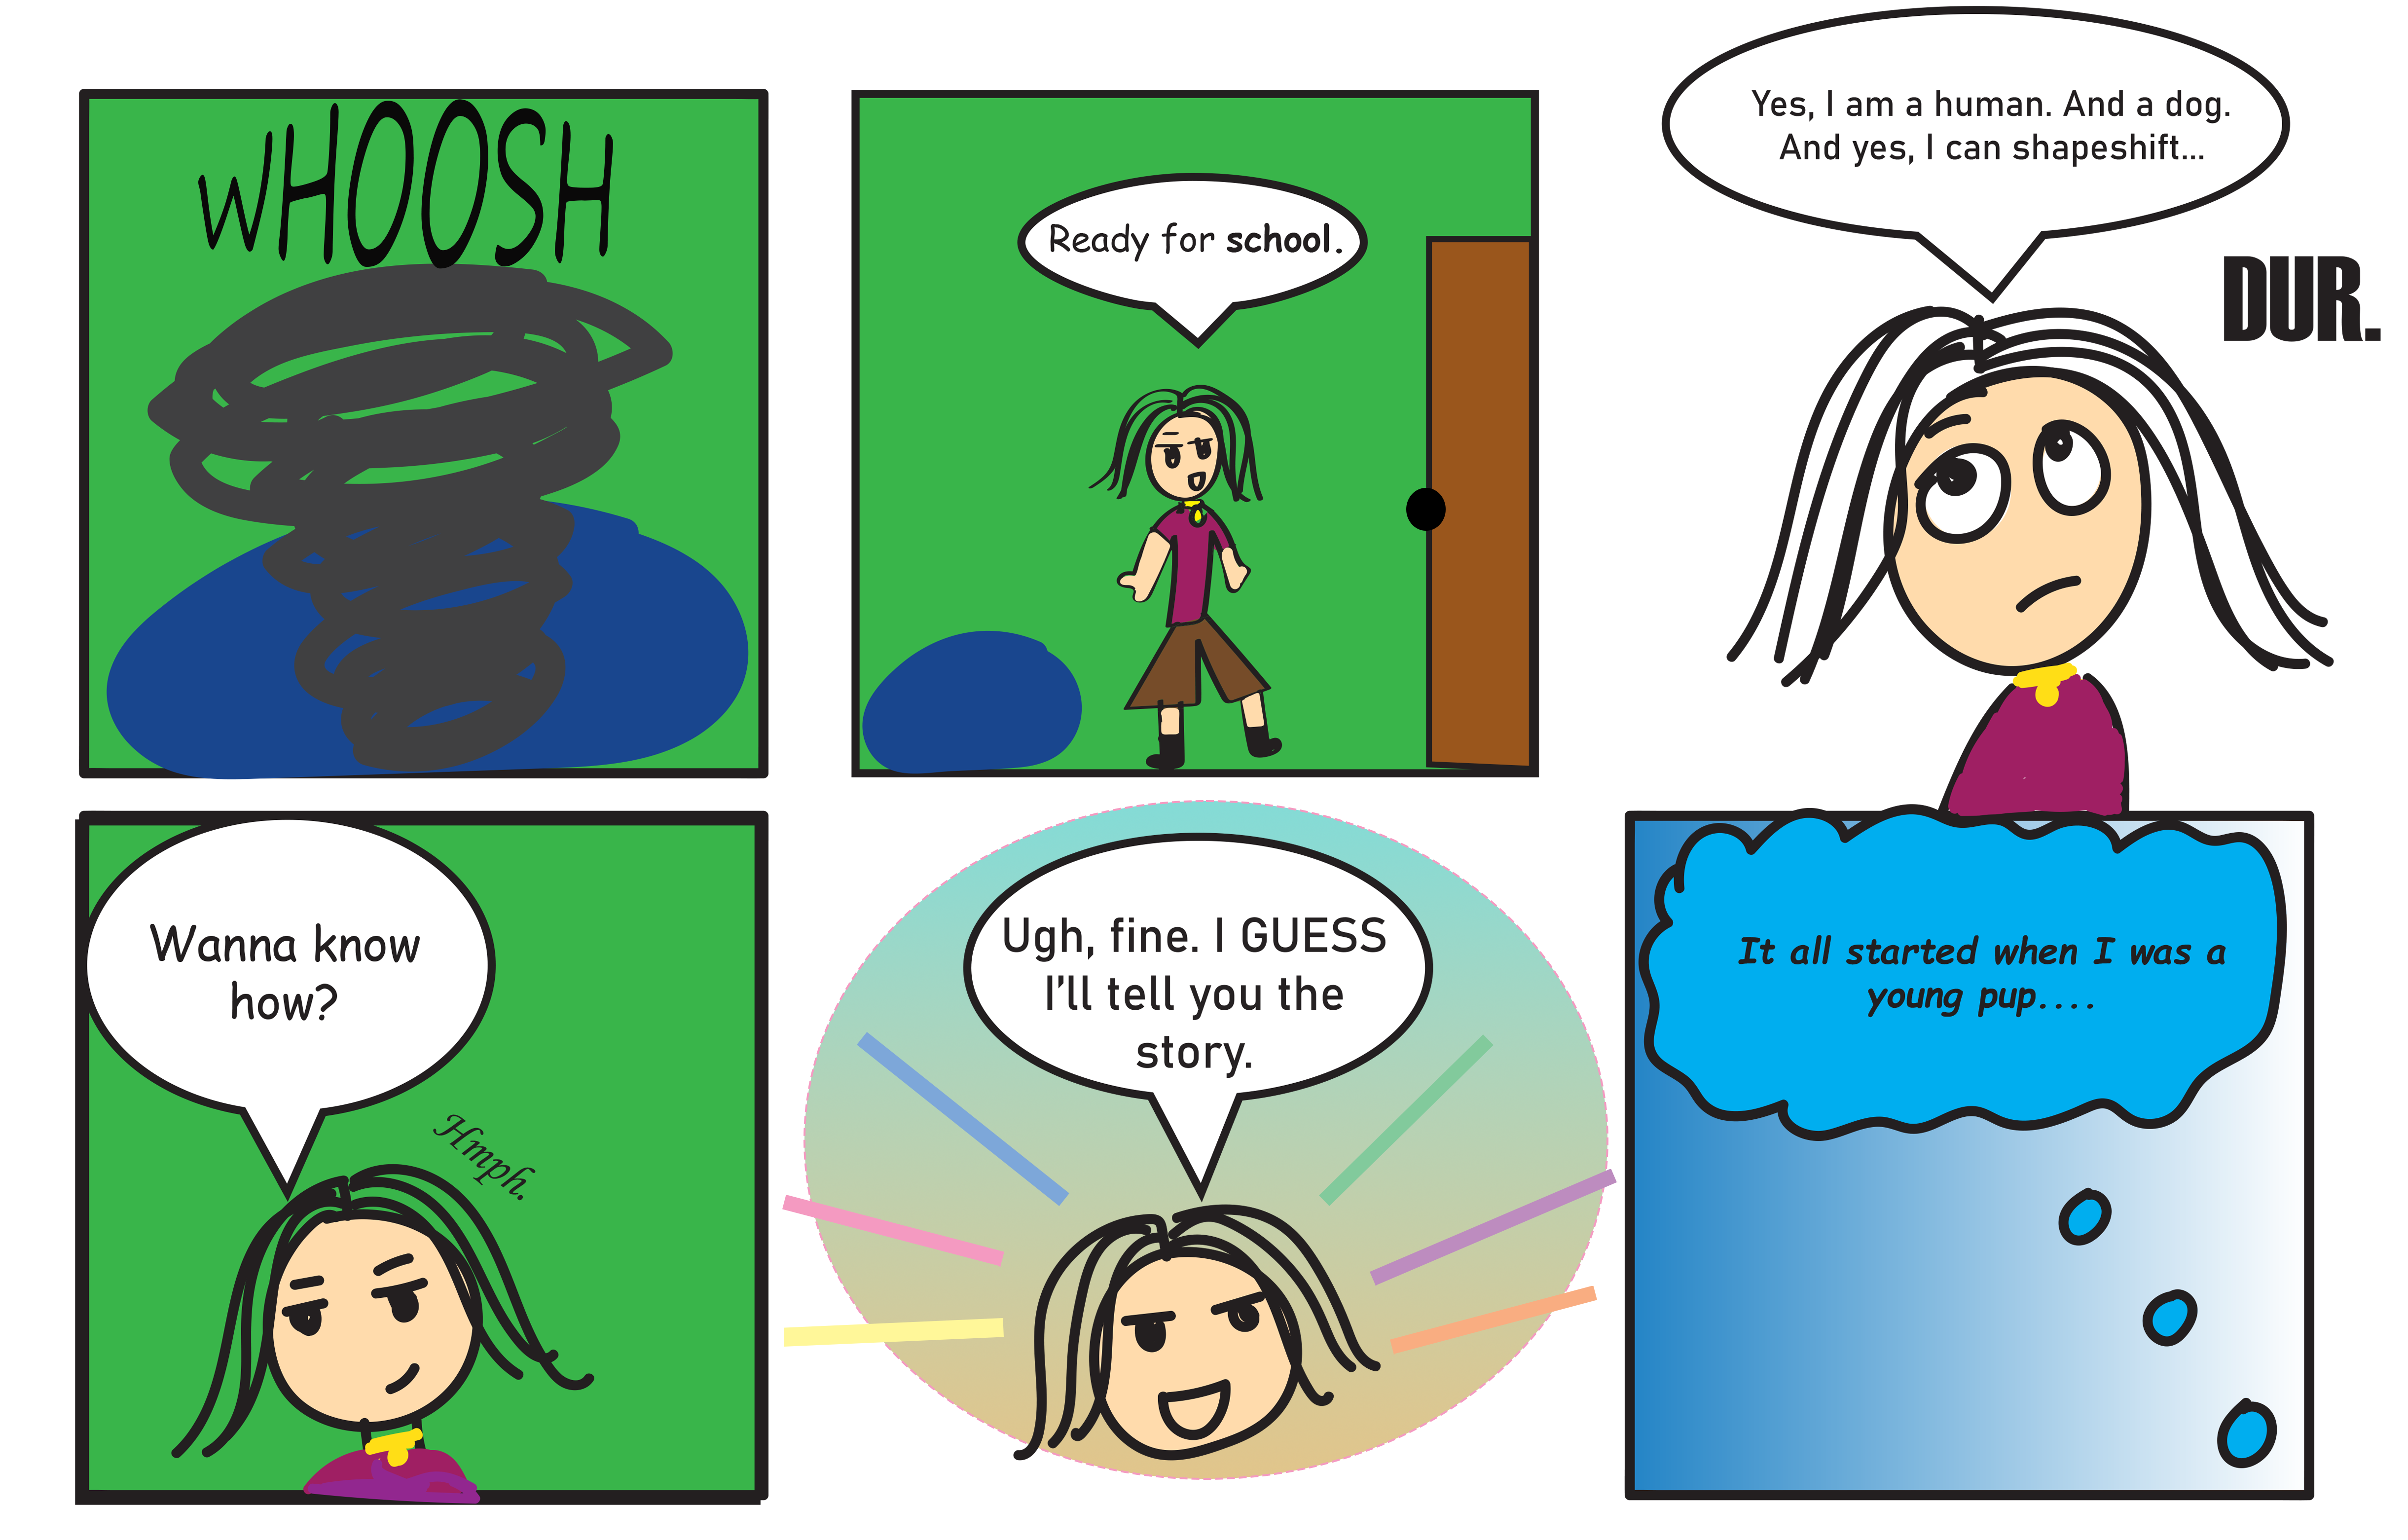 wHOOSH
Ready for school.
Yes, I am a human. And a dog.
And yes, I can shapeshift...
DUR.
Wanna know
how?
Hmph.
Ugh, fine. I GUESS
I'll tell you the
story.
It all started when I was a
young pup....